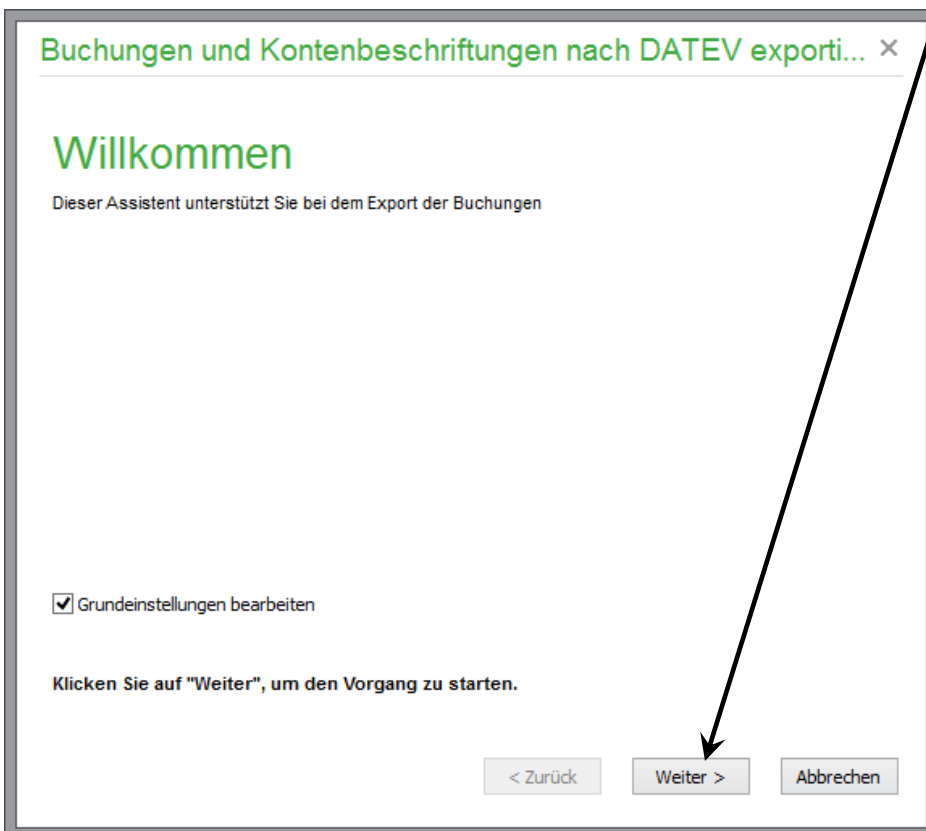 Buchungen und Kontenbeschriftungen nach DATEV exporti...
Willkommen
Dieser Assistent unterstützt Sie bei dem Export der Buchungen
Grundeinstellungen bearbeiten
Klicken Sie auf "Weiter", um den Vorgang zu starten.
< Zurück Weiter > Abbrechen